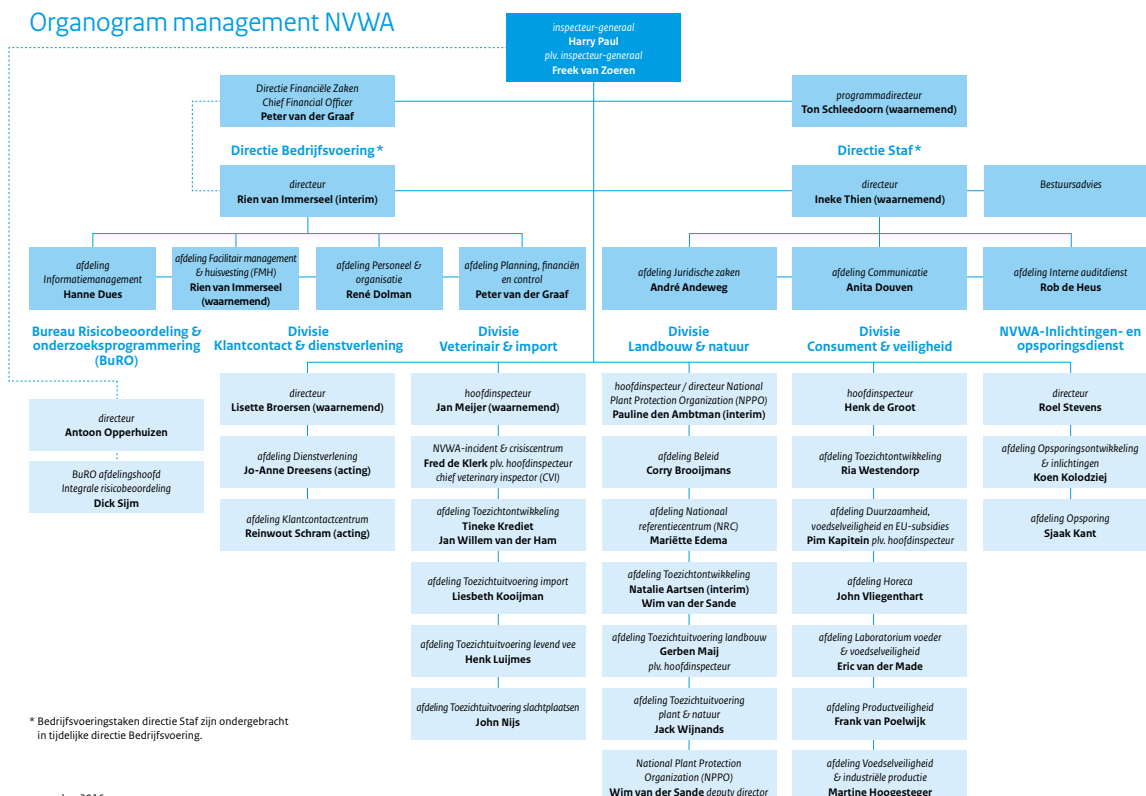 Organogram management NVWA
inspecteur-generaal
Harry Paul
plv. inspecteur-generaal
Freek van Zoeren
Directie Financiële Zaken
Chief Financial Officer
Peter van der Graaf
programmadirecteur
Ton Schleedoorn (waarnemend)
Directie Bedrijfsvoering *
Directie Staf *
directeur
Rien van Immerseel (interim)
directeur
Ineke Thien (waarnemend)
Bestuursadvies
afdeling
Informatiemanagement
Hanne Dues
afdeling Facilitair management
& huisvesting (FMH)
Rien van Immerseel
(waarnemend)
afdeling Personeel &
organisatie
René Dolman
afdeling Planning, financiën
en control
Peter van der Graaf
afdeling Juridische zaken
André Andeweg
afdeling Communicatie
Anita Douven
afdeling Interne auditdienst
Rob de Heus
Bureau Risicobeoordeling &
onderzoeksprogrammering
(BuRO)
directeur
Antoon Opperhuizen
BuRO afdelingshoofd
Integrale risicobeoordeling
Dick Sijm
Divisie
Klantcontact & dienstverlening
directeur
Lisette Broersen (waarnemend)
afdeling Dienstverlening
Jo-Anne Dreesens (acting)
afdeling Klantcontactcentrum
Reinwout Schram (acting)
Divisie
Veterinair & import
hoofdinspecteur
Jan Meijer (waarnemend)
NVWA-incident & crisiscentrum
Fred de Klerk plv. hoofdinspecteur
chief veterinary inspector (CVI)
afdeling Toezichtontwikkeling
Tineke Krediet
Jan Willem van der Ham
afdeling Toezichtuitvoering import
Liesbeth Kooijman
afdeling Toezichtuitvoering levend vee
Henk Luijmes
afdeling Toezichtuitvoering slachtplaatsen
John Nijs
Divisie
Landbouw & natuur
hoofdinspecteur / directeur National
Plant Protection Organization (NPPO)
Pauline den Ambtman (interim)
afdeling Beleid
Corry Brooijmans
afdeling Nationaal
referentiecentrum (NRC)
Mariëtte Edema
afdeling Toezichtontwikkeling
Natalie Aartsen (interim)
Wim van der Sande
afdeling Toezichtuitvoering landbouw
Gerben Maij
plv. hoofdinspecteur
afdeling Toezichtuitvoering
plant & natuur
Jack Wijnands
National Plant Protection
Organization (NPPO)
Wim van der Sande deputy director
Divisie
Consument & veiligheid
hoofdinspecteur
Henk de Groot
afdeling Toezichtontwikkeling
Ria Westendorp
afdeling Duurzaamheid,
voedselveiligheid en EU-subsidies
Pim Kapitein plv. hoofdinspecteur
afdeling Horeca
John Vliegenthart
afdeling Laboratorium voeder
& voedselveiligheid
Eric van der Made
afdeling Productveiligheid
Frank van Poelwijk
afdeling Voedselveiligheid
& industriële productie
Martine Hoogesteger
NVWA-Inlichtingen- en
opsporingsdienst
directeur
Roel Stevens
afdeling Opsporingsontwikkeling
& inlichtingen
Koen Kolodziej
afdeling Opsporing
Sjaak Kant
* Bedrijfsvoeringstaken directie Staf zijn ondergebracht
in tijdelijke directie Bedrijfsvoering.